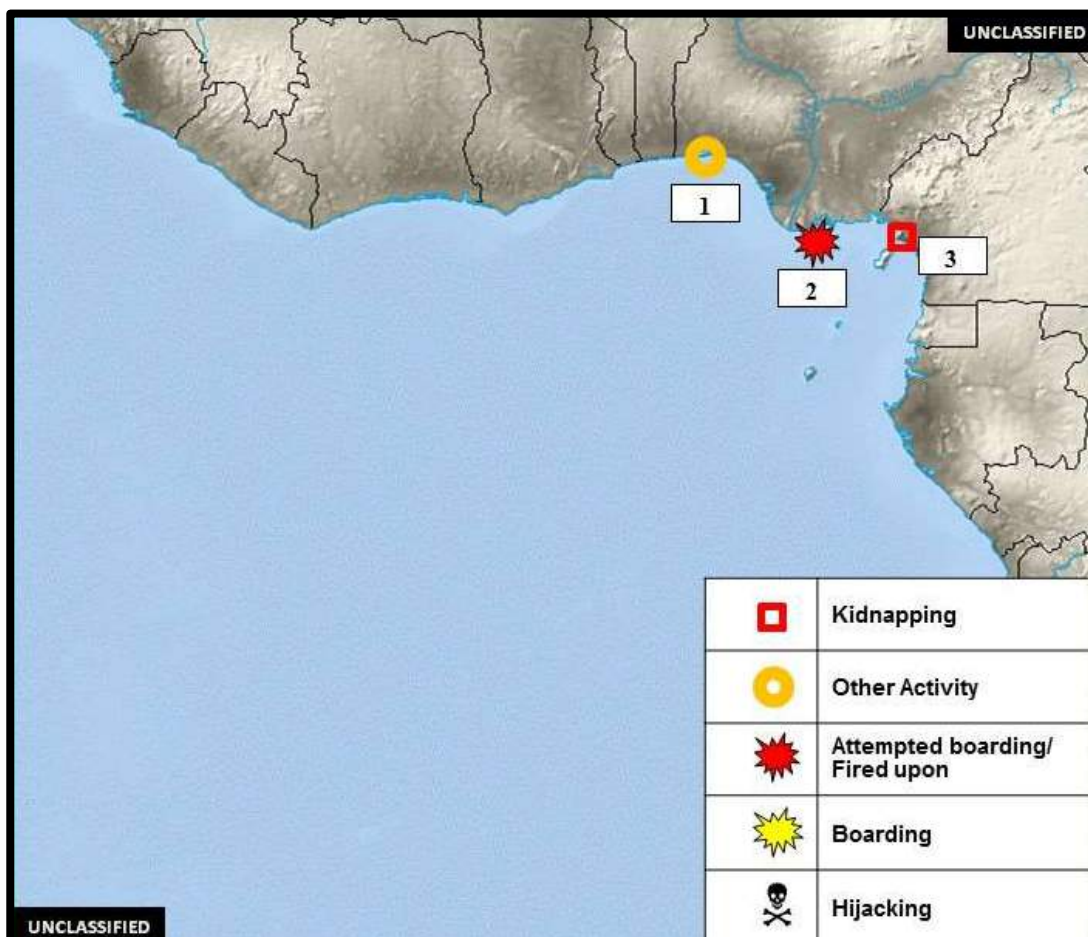 UNCLASSIFIED
1
3
2
Kidnapping
Other Activity
Attempted boarding/
Fired upon
Boarding
Hijacking
UNCLASSIFIED